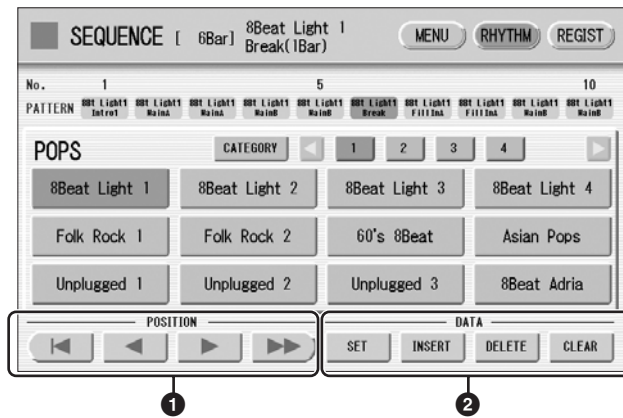 SEQUENCE [ 6Bar] 8Beat Light 1
Break(1Bar)
MENU RHYTHM REGIST
No. 1 5 10
PATTERN 8Bt Light1 8Bt Light1 8Bt Light1 8Bt Light1 8Bt Light1 8Bt Light1 8Bt Light1 8Bt Light1 8Bt Light1 8Bt Light1
Intro1 MainA MainA MainB MainB Break FillInA FillInA MainB MainB
POPS CATEGORY 1 2 3 4
8Beat Light 1 8Beat Light 2 8Beat Light 3 8Beat Light 4
Folk Rock 1 Folk Rock 2 60's 8Beat Asian Pops
Unplugged 1 Unplugged 2 Unplugged 3 8Beat Adria
POSITION DATA
SET INSERT DELETE CLEAR
1 2